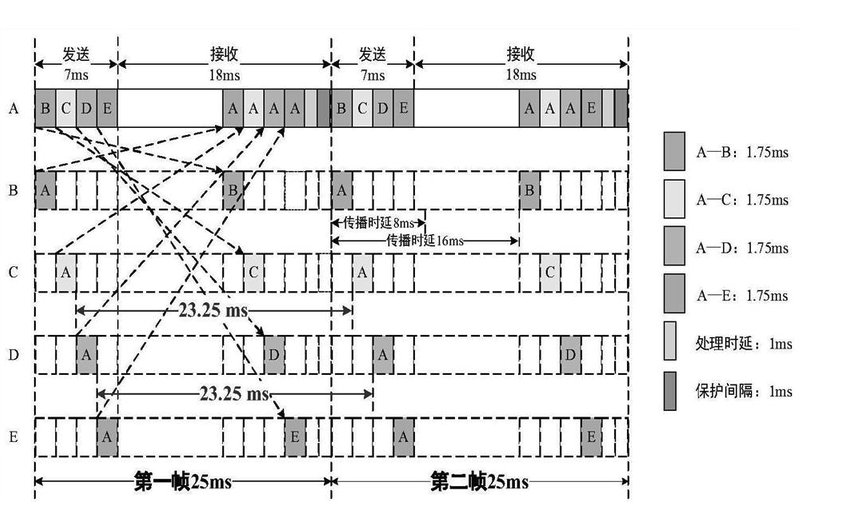 发送 接收 发送 接收
7ms 18ms 7ms 18ms
A B C D E A A A A B C D E A A A E
B A B A B
传播时延8ms
传播时延16ms
C A C A C
23.25 ms
D A D A D
23.25 ms
E A E A E
第一帧25ms 第二帧25ms
A—B：1.75ms
A—C：1.75ms
A—D：1.75ms
A—E：1.75ms
处理时延：1ms
保护间隔：1ms